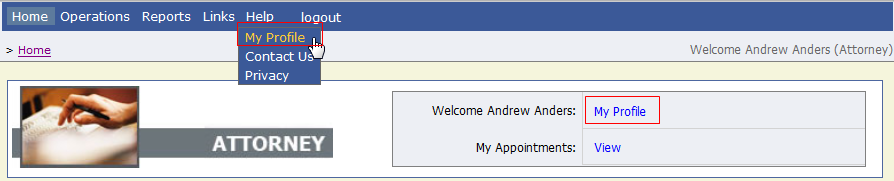 Home Operations Reports Links Help logout
My Profile
> Home Welcome Andrew Anders (Attorney)
Contact Us
Privacy
Welcome Andrew Anders: My Profile
ATTORNEY
My Appointments: View